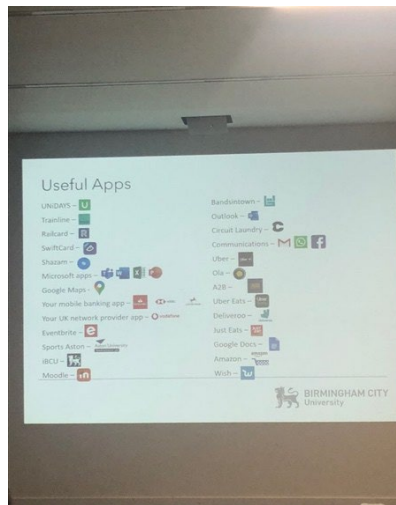 Useful Apps
UNiDAYS –
Trainline –
Railcard –
SwiftCard –
Shazam –
Microsoft apps –
Google Maps -
Your mobile banking app –
Your UK network provider app – vodafone
Eventbrite –
Sports Aston –
iBCU –
Moodle –
Bandsintown –
Outlook –
Circuit Laundry –
Communications –
Uber –
Ola –
A2B –
Uber Eats –
Deliveroo –
Just Eats –
Google Docs –
Amazon –
Wish –
BIRMINGHAM CITY
University